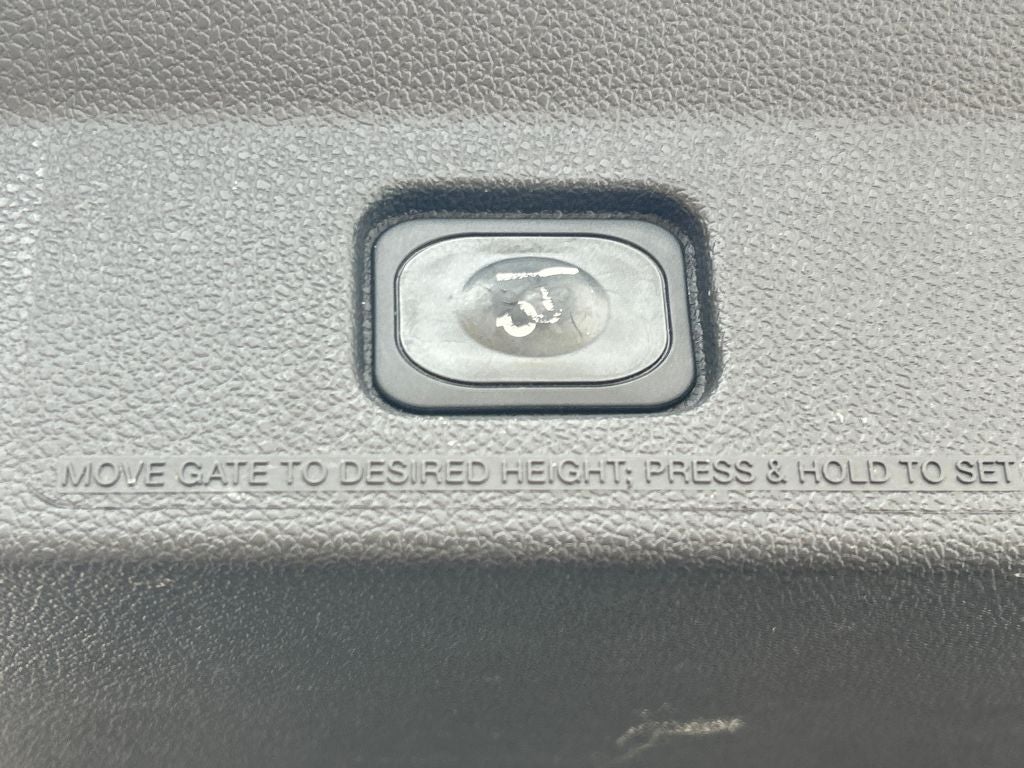 MOVE GATE TO DESIRED HEIGHT; PRESS & HOLD TO SET